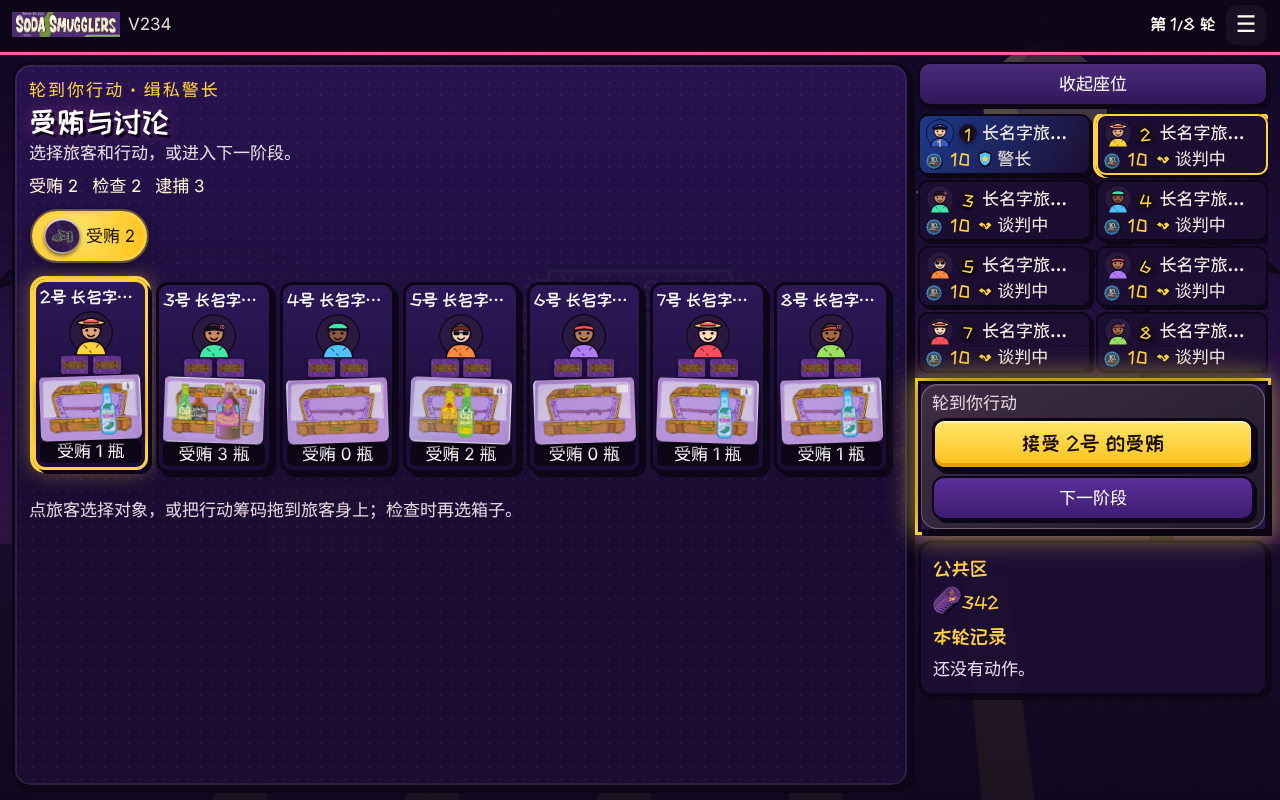 SODA SMUGGLERS V234
第 1/8 轮
轮到你行动 · 缉私警长
受贿与讨论
选择旅客和行动，或进入下一阶段。
受贿 2 检查 2 逮捕 3
受贿 2
2号 长名字…
受贿 1 瓶
3号 长名字…
受贿 3 瓶
4号 长名字…
受贿 0 瓶
5号 长名字…
受贿 2 瓶
6号 长名字…
受贿 0 瓶
7号 长名字…
受贿 1 瓶
8号 长名字…
受贿 1 瓶
点旅客选择对象，或把行动筹码拖到旅客身上；检查时再选箱子。
收起座位
1 长名字旅…
10 警长
2 长名字旅…
10 谈判中
3 长名字旅…
10 谈判中
4 长名字旅…
10 谈判中
5 长名字旅…
10 谈判中
6 长名字旅…
10 谈判中
7 长名字旅…
10 谈判中
8 长名字旅…
10 谈判中
轮到你行动
接受 2号 的受贿
下一阶段
公共区
342
本轮记录
还没有动作。